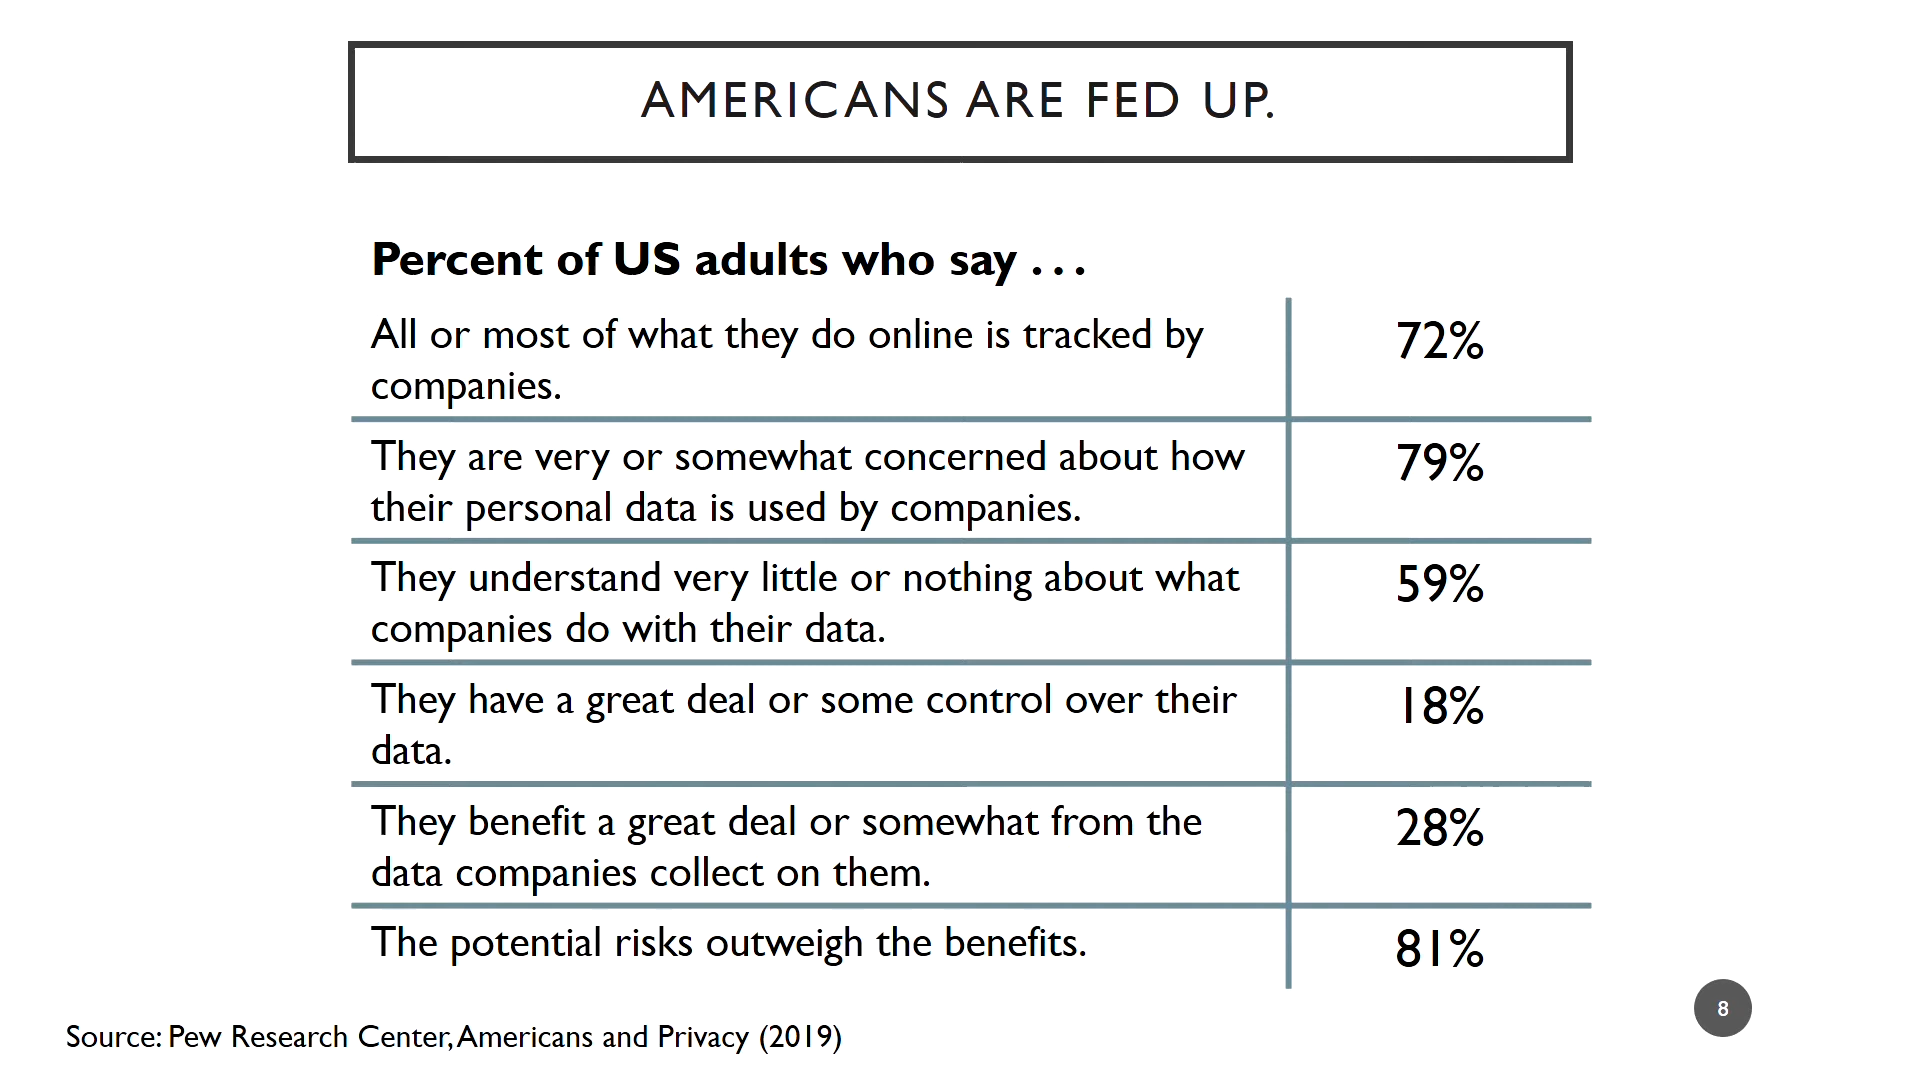 AMERICANS ARE FED UP.
Percent of US adults who say . . .
All or most of what they do online is tracked by
companies.
72%
They are very or somewhat concerned about how
their personal data is used by companies.
79%
They understand very little or nothing about what
companies do with their data.
59%
They have a great deal or some control over their
data.
18%
They benefit a great deal or somewhat from the
data companies collect on them.
28%
The potential risks outweigh the benefits.
81%
8
Source: Pew Research Center, Americans and Privacy (2019)